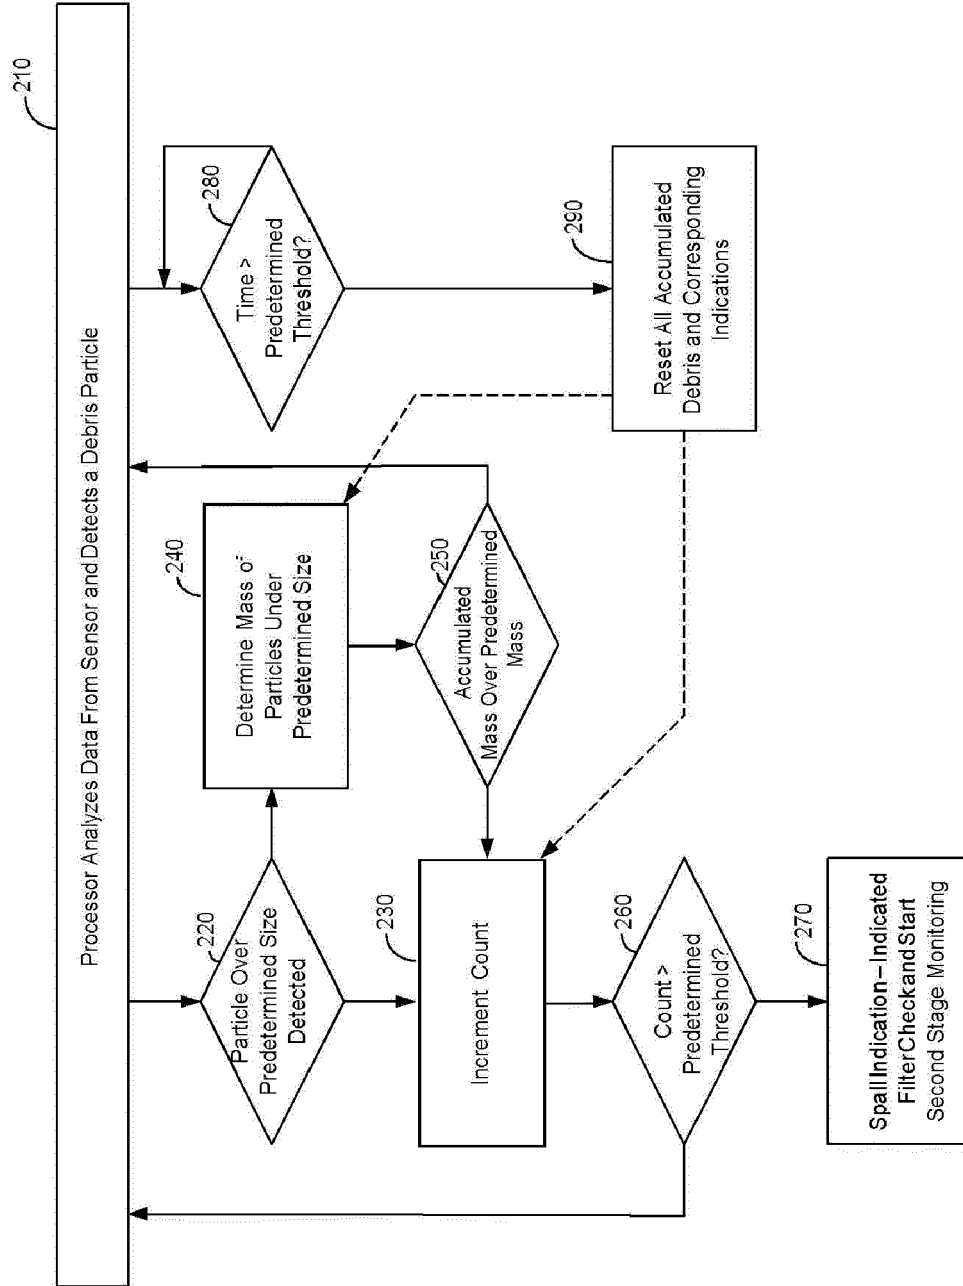 210
Processor Analyzes Data From Sensor and Detects a Debris Particle
220
Particle Over
Predetermined Size
Detected
240
Determine Mass of
Particles Under
Predetermined Size
280
Time >
Predetermined
Threshold?
230
Increment Count
250
Accumulated
Mass Over Predetermined
Mass
290
Reset All Accumulated
Debris and Corresponding
Indications
260
Count >
Predetermined
Threshold?
270
Spall Indication – Indicated
Filter Check and Start
Second Stage Monitoring